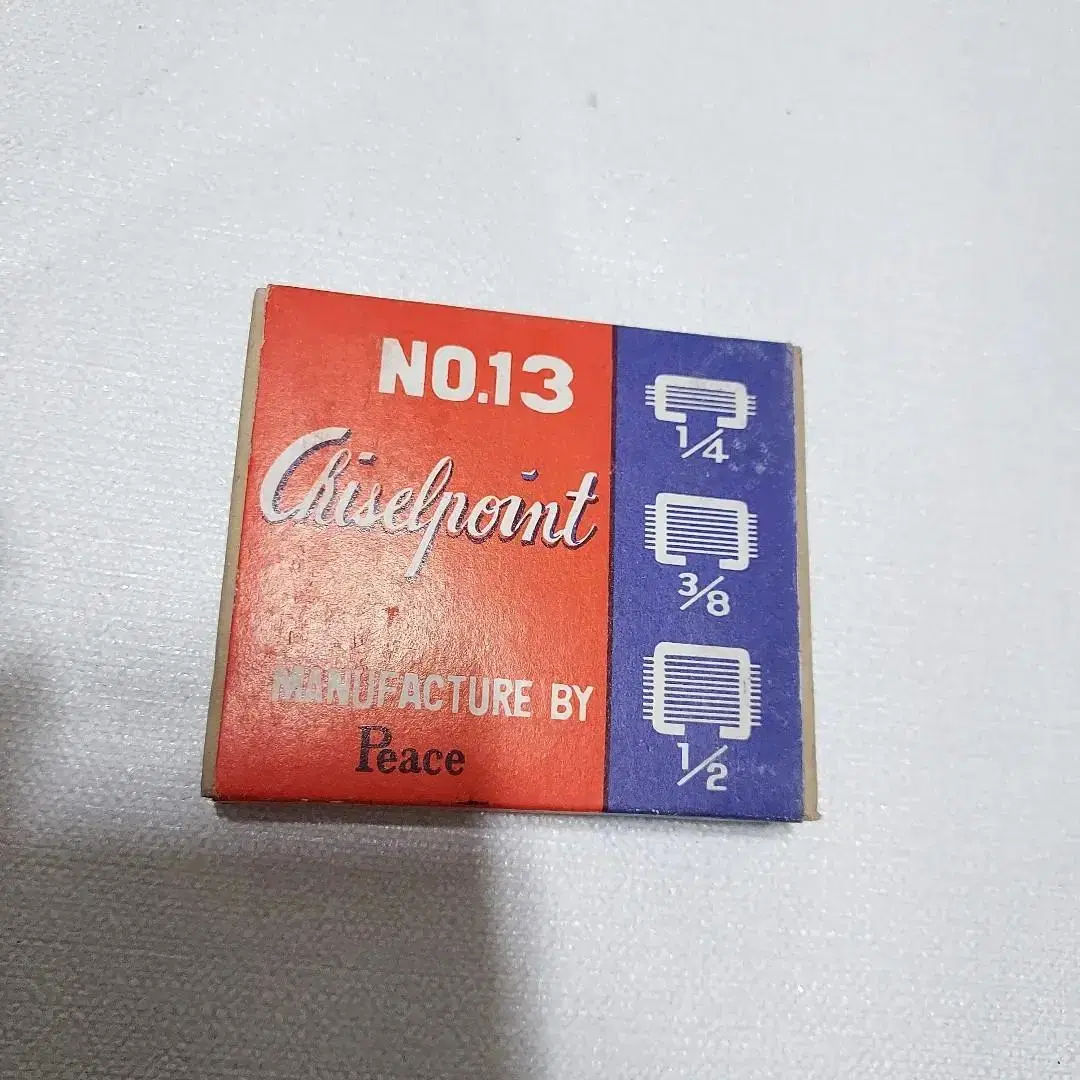 NO.13
Chiselpoint
MANUFACTURE BY
Peace
1/4
3/8
1/2